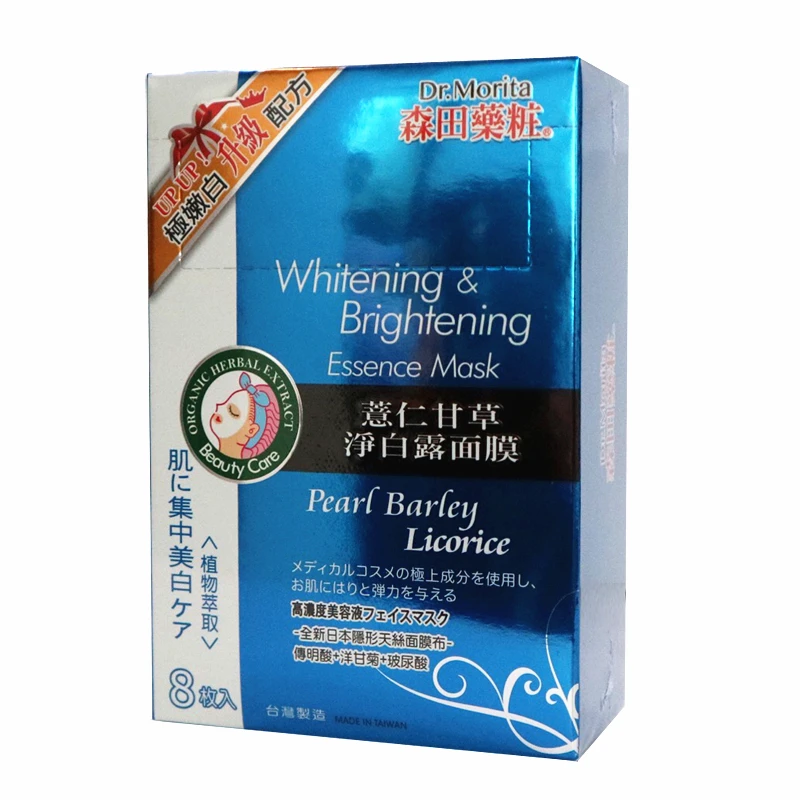 Dr.Morita
森田藥粧®
UP UP! 升級配方
極嫩白
Whitening &
Brightening
Essence Mask
ORGANIC HERBAL EXTRACT
Beauty Care
薏仁甘草
淨白露面膜
Pearl Barley
Licorice
肌に集中美白ケア
<植物萃取>
メディカルコスメの極上成分を使用し、
お肌にはりと弾力を与える
高濃度美容液フェイスマスク
-全新日本隱形天絲面膜布-
傳明酸+洋甘菊+玻尿酸
8枚入
台灣製造 MADE IN TAIWAN